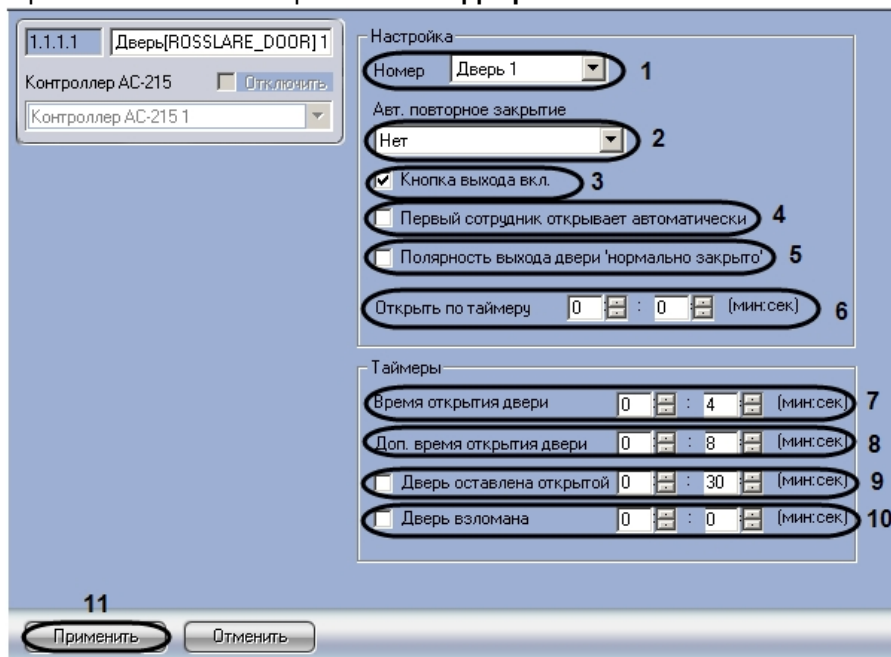 1.1.1.1 Дверь[ROSSLARE_DOOR] 1
Контроллер AC-215 Отключить
Контроллер AC-215 1
Настройка
Номер Дверь 1 1
Авт. повторное закрытие
Нет 2
Кнопка выхода вкл. 3
Первый сотрудник открывает автоматически 4
Полярность выхода двери 'нормально закрыто' 5
Открыть по таймеру 0 : 0 (мин:сек) 6
Таймеры
Время открытия двери 0 : 4 (мин:сек) 7
Доп. время открытия двери 0 : 8 (мин:сек) 8
Дверь оставлена открытой 0 : 30 (мин:сек) 9
Дверь взломана 0 : 0 (мин:сек) 10
11
Применить Отменить